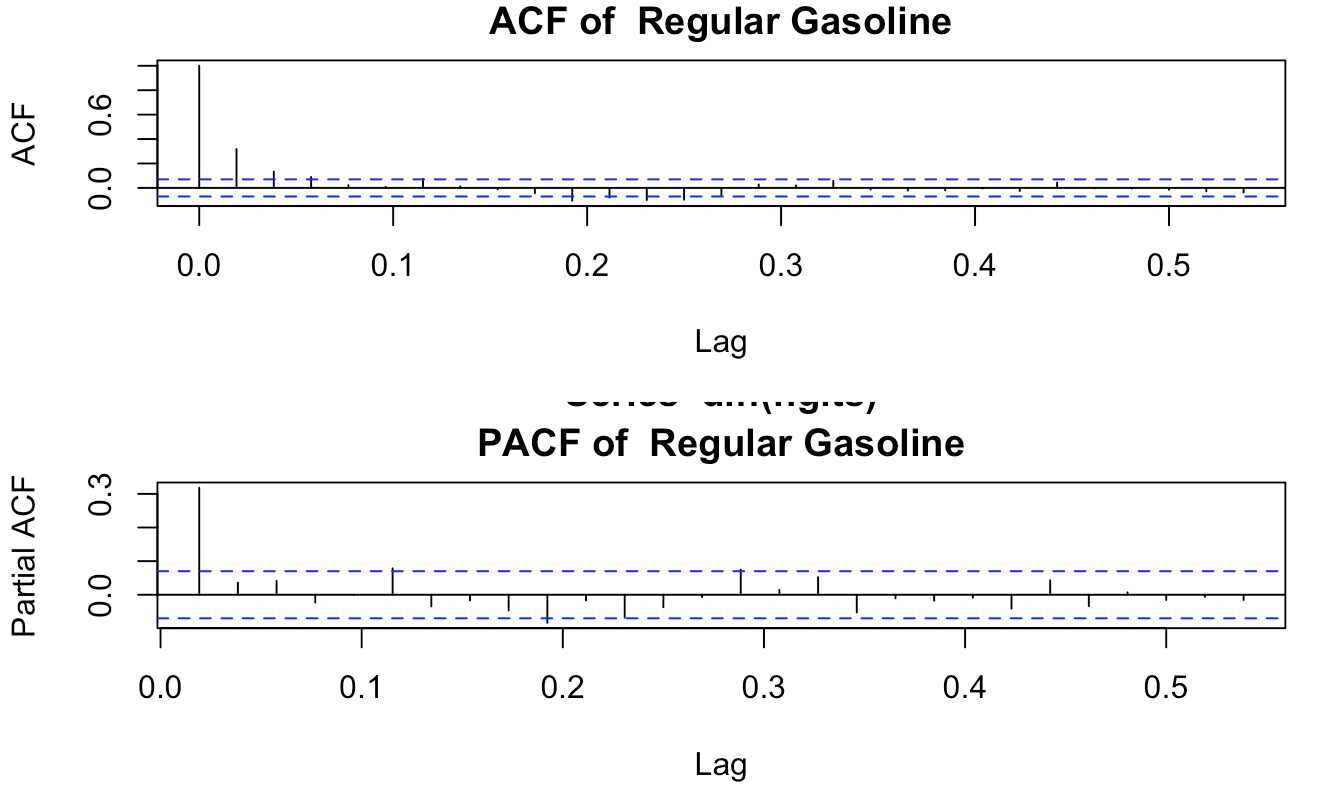 ACF of  Regular Gasoline
ACF
0.6
0.0
0.0 0.1 0.2 0.3 0.4 0.5
Lag
PACF of  Regular Gasoline
Partial ACF
0.3
0.0
0.0 0.1 0.2 0.3 0.4 0.5
Lag